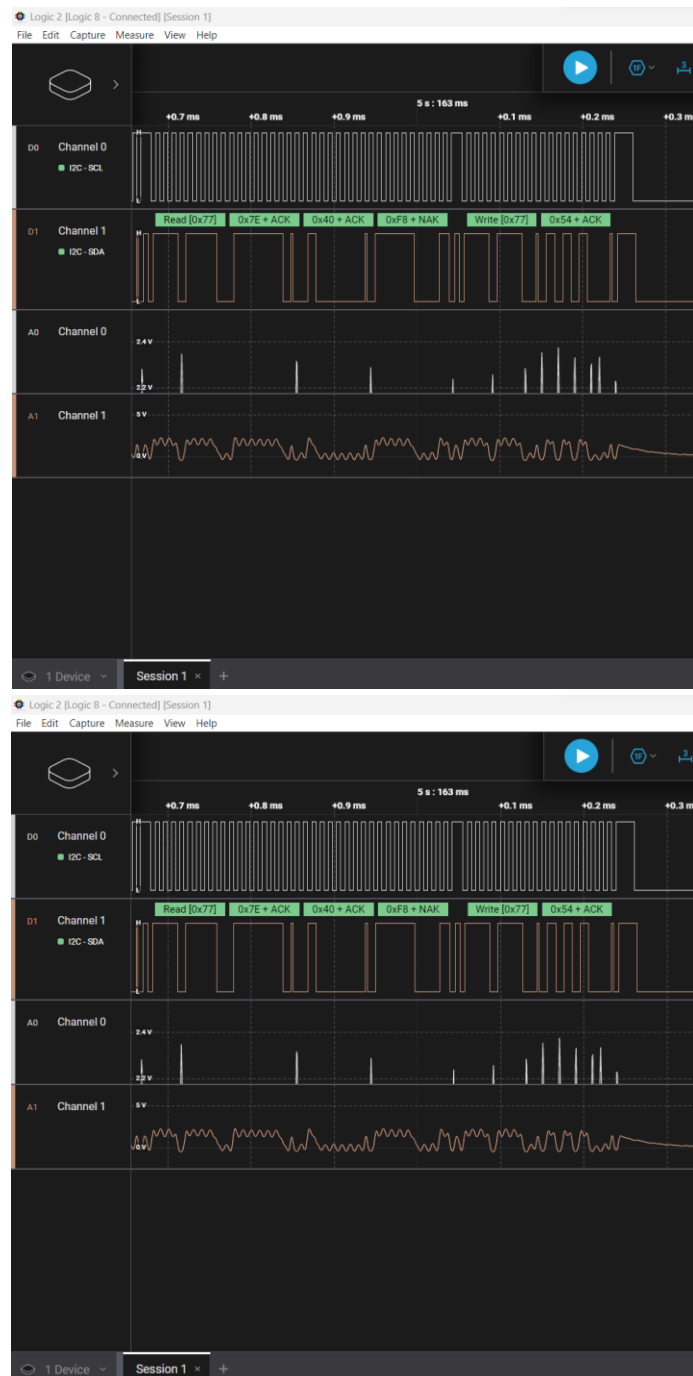 Logic 2 [Logic 8 - Connected] [Session 1]
File Edit Capture Measure View Help
1F 3
5 s : 163 ms
+0.7 ms +0.8 ms +0.9 ms +0.1 ms +0.2 ms +0.3 m
D0 Channel 0
I2C - SCL
H
L
Read [0x77] 0x7E + ACK 0x40 + ACK 0xF8 + NAK Write [0x77] 0x54 + ACK
D1 Channel 1
I2C - SDA
H
L
A0 Channel 0
2.4 V
2.2 V
A1 Channel 1
5 V
0 V
1 Device Session 1 × +
Logic 2 [Logic 8 - Connected] [Session 1]
File Edit Capture Measure View Help
1F 3
5 s : 163 ms
+0.7 ms +0.8 ms +0.9 ms +0.1 ms +0.2 ms +0.3 m
D0 Channel 0
I2C - SCL
H
L
Read [0x77] 0x7E + ACK 0x40 + ACK 0xF8 + NAK Write [0x77] 0x54 + ACK
D1 Channel 1
I2C - SDA
H
L
A0 Channel 0
2.4 V
2.2 V
A1 Channel 1
5 V
0 V
1 Device Session 1 × +